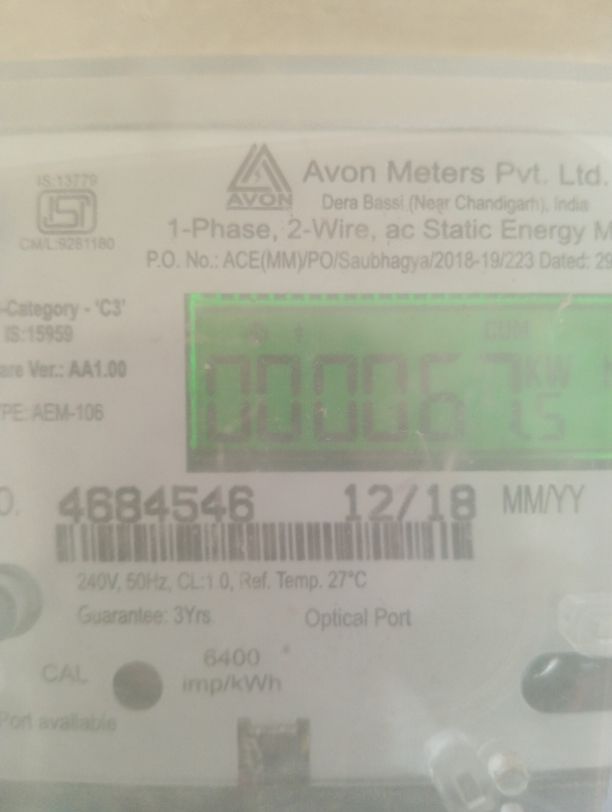 IS:13779
CM/L:9281180
AVON
Avon Meters Pvt. Ltd.
Dera Bassi (Near Chandigarh), India
1-Phase, 2-Wire, ac Static Energy M
P.O. No.: ACE(MM)/PO/Saubhagya/2018-19/223 Dated: 29
-Category - 'C3'
IS:15959
are Ver.: AA1.00
YPE: AEM-106
CUM
000067 KW
O. 4684546 12/18 MM/YY
240V, 50Hz, CL:1.0, Ref. Temp. 27°C
Guarantee: 3Yrs.
Optical Port
6400
CAL imp/kWh
Port available